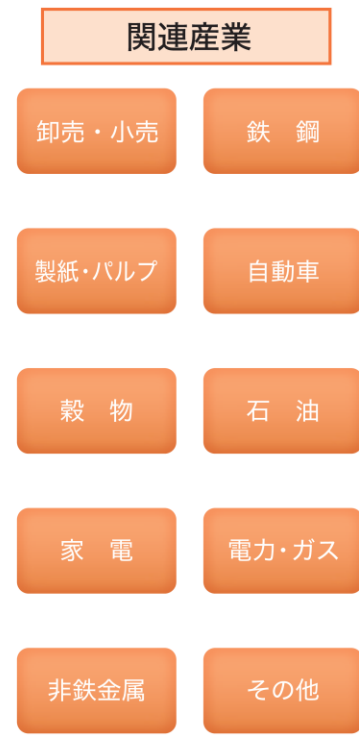 関連産業
卸売・小売
鉄　鋼
製紙・パルプ
自動車
穀　物
石　油
家　電
電力・ガス
非鉄金属
その他